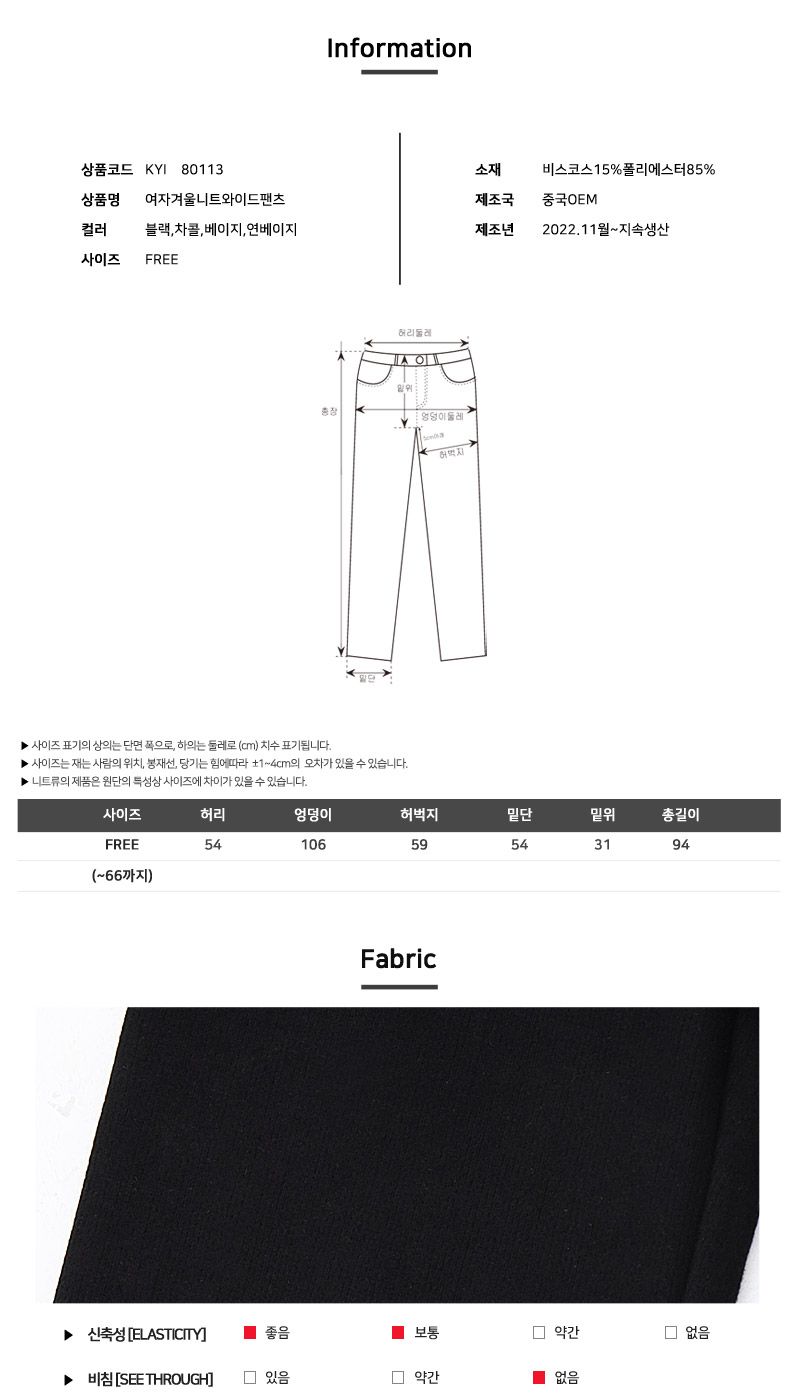 Information
상품코드 KYI 80113
상품명 여자겨울니트와이드팬츠
컬러 블랙,차콜,베이지,연베이지
사이즈 FREE
소재 비스코스15%폴리에스터85%
제조국 중국OEM
제조년 2022.11월~지속생산
허리둘레
밑위
총장
엉덩이둘레
5cm아래
허벅지
밑단
▶ 사이즈 표기의 상의는 단면 폭으로, 하의는 둘레로 (cm) 치수 표기됩니다.
▶ 사이즈는 재는 사람의 위치, 봉재선, 당기는 힘에따라 ±1~4cm의 오차가 있을 수 있습니다.
▶ 니트류의 제품은 원단의 특성상 사이즈에 차이가 있을 수 있습니다.
사이즈 허리 엉덩이 허벅지 밑단 밑위 총길이
FREE 54 106 59 54 31 94
(~66까지)
Fabric
▶ 신축성 [ELASTICITY] 좋음 보통 약간 없음
▶ 비침 [SEE THROUGH] 있음 약간 없음